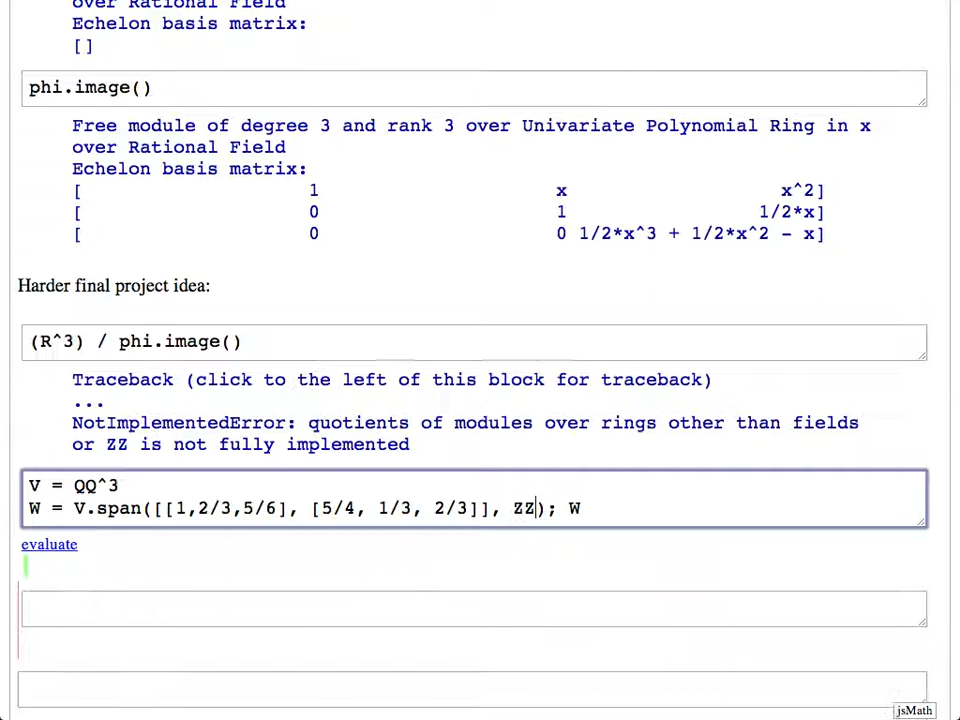 over Rational Field
Echelon basis matrix:
[]
phi.image()
Free module of degree 3 and rank 3 over Univariate Polynomial Ring in x
over Rational Field
Echelon basis matrix:
[ 1 x x^2]
[ 0 1 1/2*x]
[ 0 0 1/2*x^3 + 1/2*x^2 - x]
Harder final project idea:
(R^3) / phi.image()
Traceback (click to the left of this block for traceback)
...
NotImplementedError: quotients of modules over rings other than fields
or ZZ is not fully implemented
V = QQ^3
W = V.span([[1,2/3,5/6], [5/4, 1/3, 2/3]], ZZ); W
evaluate
jsMath